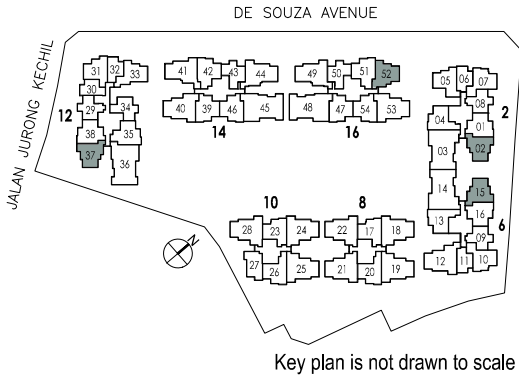 DE SOUZA AVENUE
JALAN JURONG KECHIL
31 32 33
30
29 34
12
38 35
37 36
41 42 43 44
40 39 46 45
14
49 50 51 52
48 47 54 53
16
05 06 07
08
04 01
2
03 02
14 15
16
6
13 09
12 11 10
10
28 23 24
27 26 25
8
22 17 18
21 20 19
N
Key plan is not drawn to scale